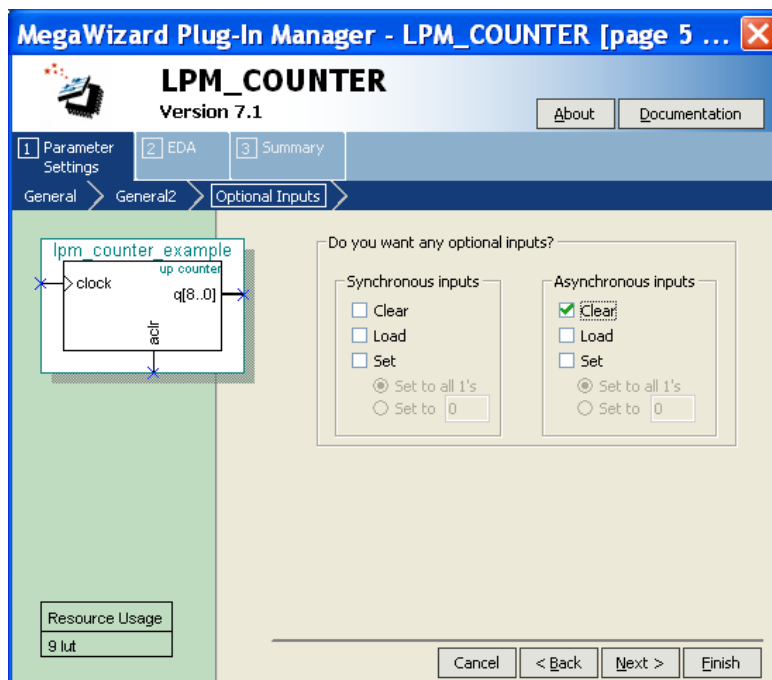 MegaWizard Plug-In Manager - LPM_COUNTER [page 5 ...
LPM_COUNTER
Version 7.1
About
Documentation
1 Parameter Settings
2 EDA
3 Summary
General
General2
Optional Inputs
lpm_counter_example
up counter
clock
q[8..0]
aclr
Do you want any optional inputs?
Synchronous inputs
Clear
Load
Set
Set to all 1's
Set to 0
Asynchronous inputs
Clear
Load
Set
Set to all 1's
Set to 0
Resource Usage
9 lut
Cancel
< Back
Next >
Finish